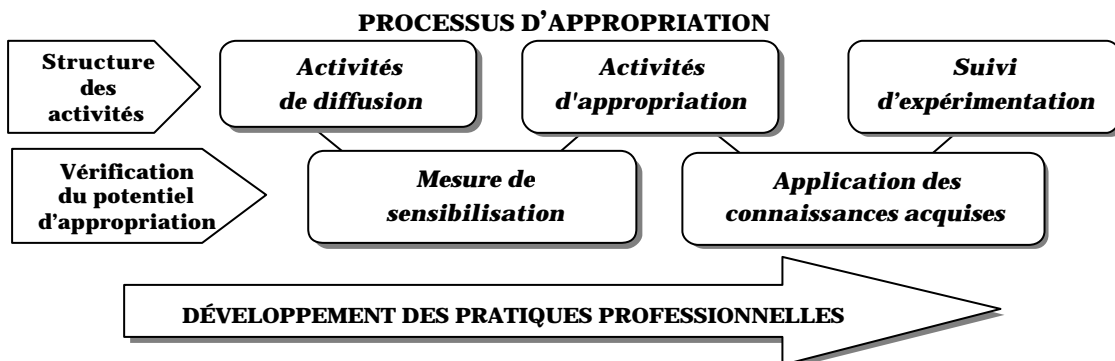 PROCESSUS D’APPROPRIATION
Structure
des
activités
Activités
de diffusion
Activités
d'appropriation
Suivi
d’expérimentation
Vérification
du potentiel
d’appropriation
Mesure de
sensibilisation
Application des
connaissances acquises
DÉVELOPPEMENT DES PRATIQUES PROFESSIONNELLES